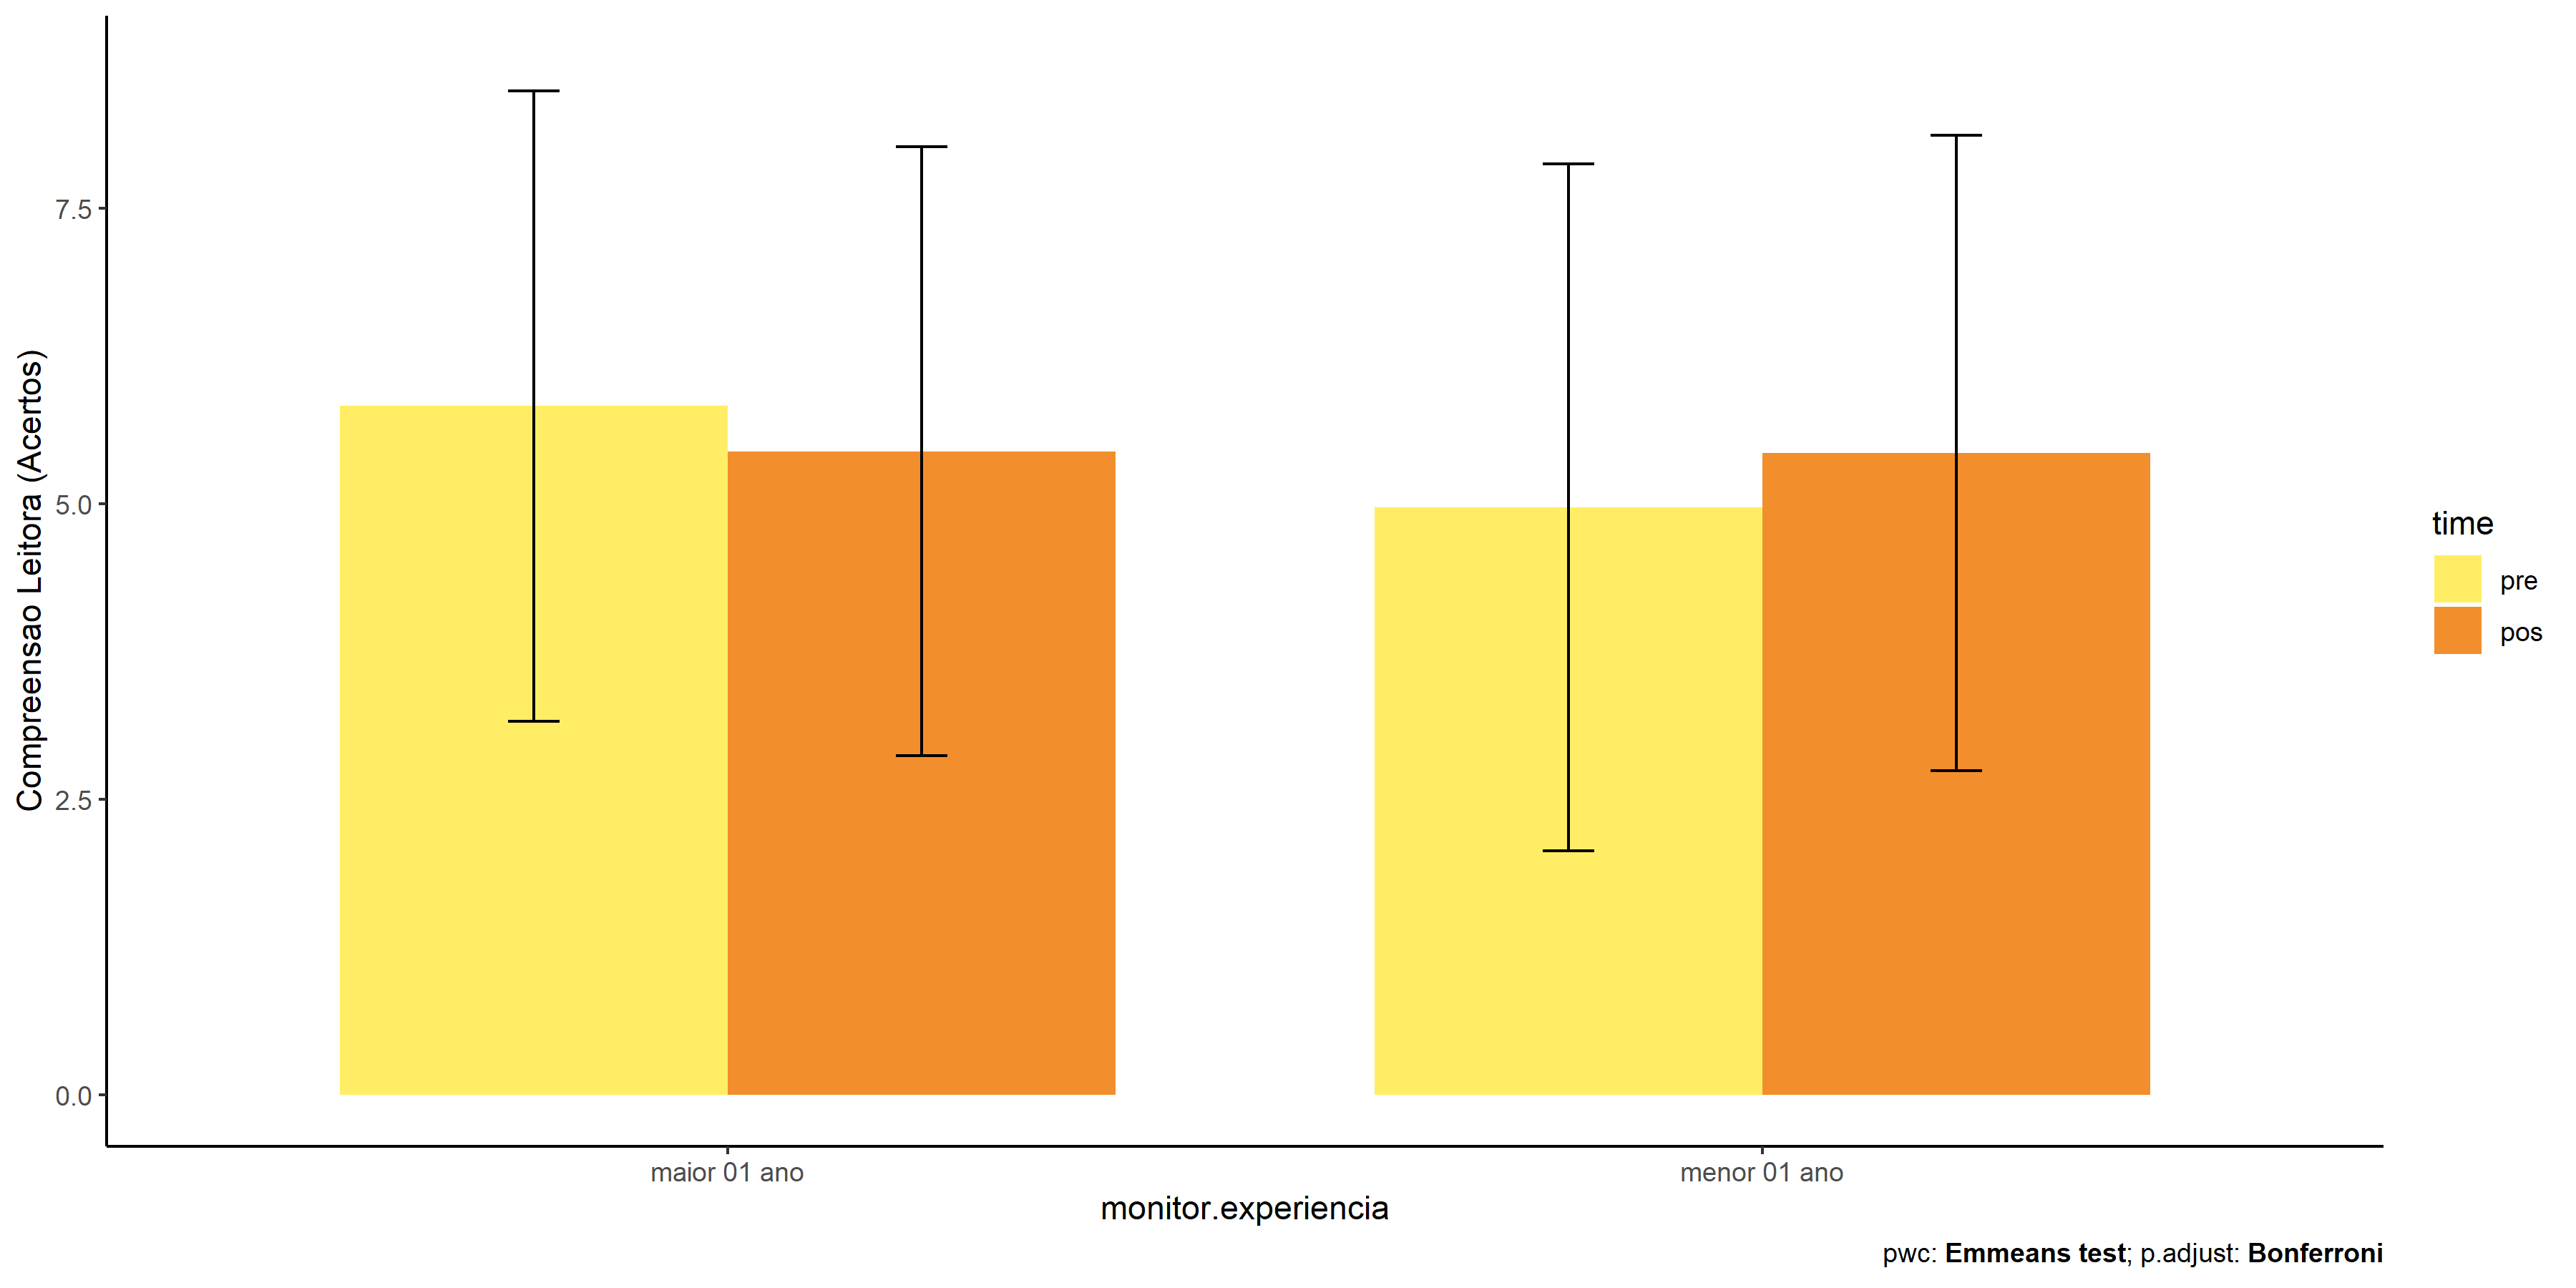 Compreensao Leitora (Acertos)
7.5
5.0
2.5
0.0
maior 01 ano
menor 01 ano
monitor.experiencia
time
pre
pos
pwc: Emmeans test; p.adjust: Bonferroni